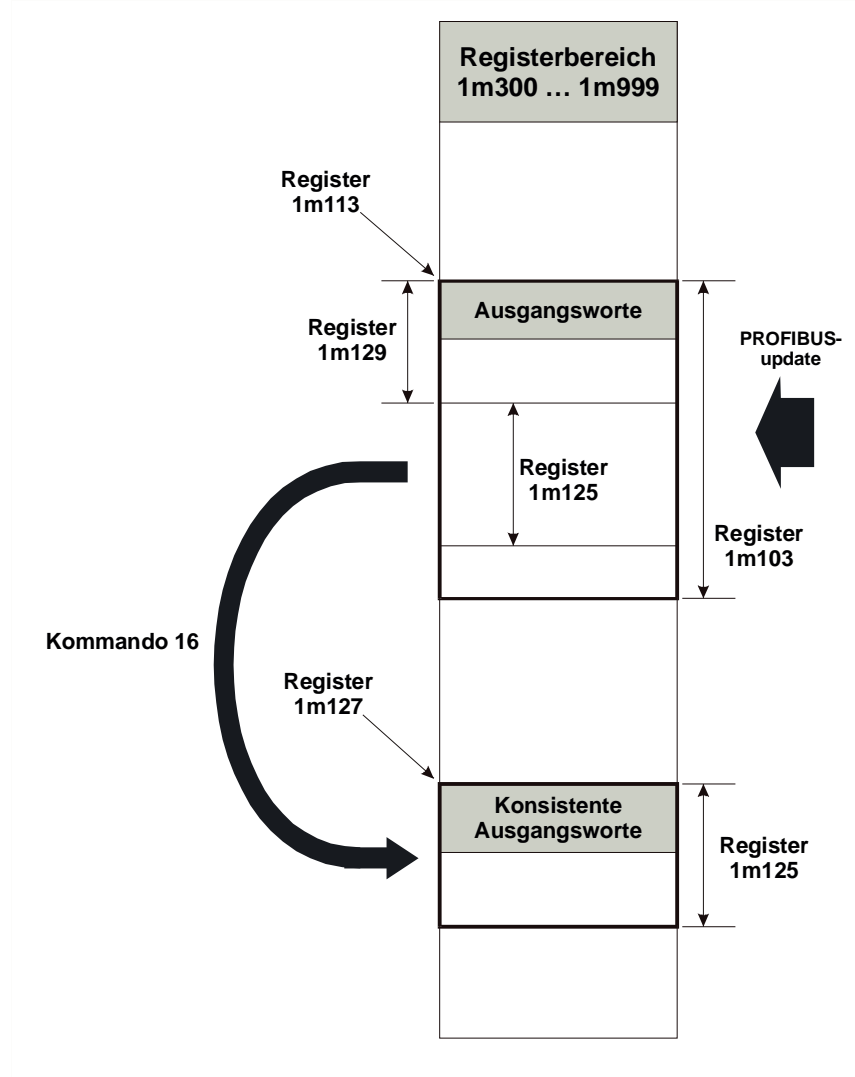 Registerbereich
1m300 … 1m999
Register
1m113
Ausgangsworte
Register
1m129
PROFIBUS-
update
Register
1m125
Register
1m103
Kommando 16
Register
1m127
Konsistente
Ausgangsworte
Register
1m125